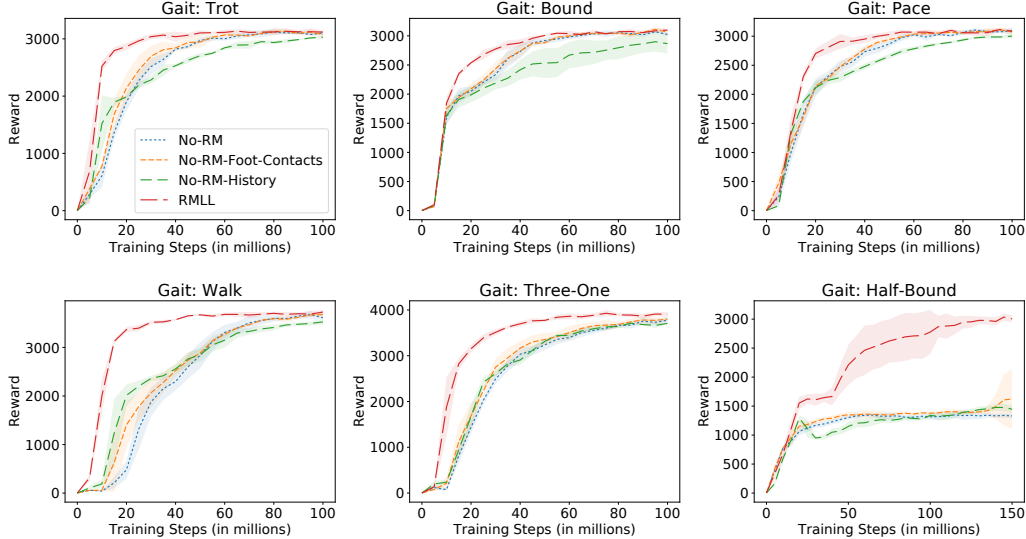 Gait: Trot
Reward
3000
2000
1000
0
0 20 40 60 80 100
Training Steps (in millions)
No-RM
No-RM-Foot-Contacts
No-RM-History
RMLL
Gait: Bound
Reward
3000
2500
2000
1500
1000
500
0
0 20 40 60 80 100
Training Steps (in millions)
Gait: Pace
Reward
3000
2500
2000
1500
1000
500
0
0 20 40 60 80 100
Training Steps (in millions)
Gait: Walk
Reward
3000
2000
1000
0
0 20 40 60 80 100
Training Steps (in millions)
Gait: Three-One
Reward
4000
3000
2000
1000
0
0 20 40 60 80 100
Training Steps (in millions)
Gait: Half-Bound
Reward
3000
2500
2000
1500
1000
500
0
0 50 100 150
Training Steps (in millions)